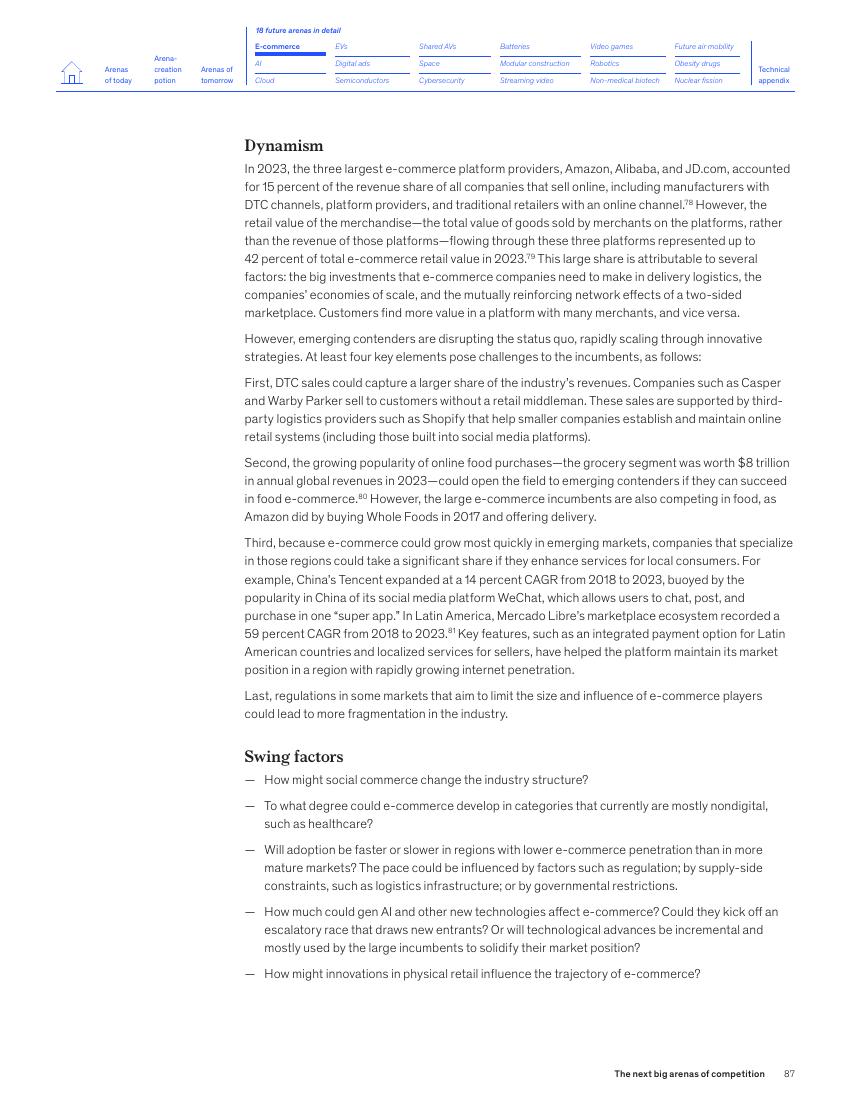 18 future arenas in detail
Arenas
of today
Arena-
creation
potion
Arenas of
tomorrow
E-commerce
EVs
Shared AVs
Batteries
Video games
Future air mobility
AI
Digital ads
Space
Modular construction
Robotics
Obesity drugs
Cloud
Semiconductors
Cybersecurity
Streaming video
Non-medical biotech
Nuclear fission
Technical
appendix
Dynamism
In 2023, the three largest e-commerce platform providers, Amazon, Alibaba, and JD.com, accounted
for 15 percent of the revenue share of all companies that sell online, including manufacturers with
DTC channels, platform providers, and traditional retailers with an online channel.78 However, the
retail value of the merchandise—the total value of goods sold by merchants on the platforms, rather
than the revenue of those platforms—flowing through these three platforms represented up to
42 percent of total e-commerce retail value in 2023.79 This large share is attributable to several
factors: the big investments that e-commerce companies need to make in delivery logistics, the
companies’ economies of scale, and the mutually reinforcing network effects of a two-sided
marketplace. Customers find more value in a platform with many merchants, and vice versa.
However, emerging contenders are disrupting the status quo, rapidly scaling through innovative
strategies. At least four key elements pose challenges to the incumbents, as follows:
First, DTC sales could capture a larger share of the industry’s revenues. Companies such as Casper
and Warby Parker sell to customers without a retail middleman. These sales are supported by third-
party logistics providers such as Shopify that help smaller companies establish and maintain online
retail systems (including those built into social media platforms).
Second, the growing popularity of online food purchases—the grocery segment was worth $8 trillion
in annual global revenues in 2023—could open the field to emerging contenders if they can succeed
in food e-commerce.80 However, the large e-commerce incumbents are also competing in food, as
Amazon did by buying Whole Foods in 2017 and offering delivery.
Third, because e-commerce could grow most quickly in emerging markets, companies that specialize
in those regions could take a significant share if they enhance services for local consumers. For
example, China’s Tencent expanded at a 14 percent CAGR from 2018 to 2023, buoyed by the
popularity in China of its social media platform WeChat, which allows users to chat, post, and
purchase in one “super app.” In Latin America, Mercado Libre’s marketplace ecosystem recorded a
59 percent CAGR from 2018 to 2023.81 Key features, such as an integrated payment option for Latin
American countries and localized services for sellers, have helped the platform maintain its market
position in a region with rapidly growing internet penetration.
Last, regulations in some markets that aim to limit the size and influence of e-commerce players
could lead to more fragmentation in the industry.
Swing factors
— How might social commerce change the industry structure?
— To what degree could e-commerce develop in categories that currently are mostly nondigital,
such as healthcare?
— Will adoption be faster or slower in regions with lower e-commerce penetration than in more
mature markets? The pace could be influenced by factors such as regulation; by supply-side
constraints, such as logistics infrastructure; or by governmental restrictions.
— How much could gen AI and other new technologies affect e-commerce? Could they kick off an
escalatory race that draws new entrants? Or will technological advances be incremental and
mostly used by the large incumbents to solidify their market position?
— How might innovations in physical retail influence the trajectory of e-commerce?
The next big arenas of competition 87